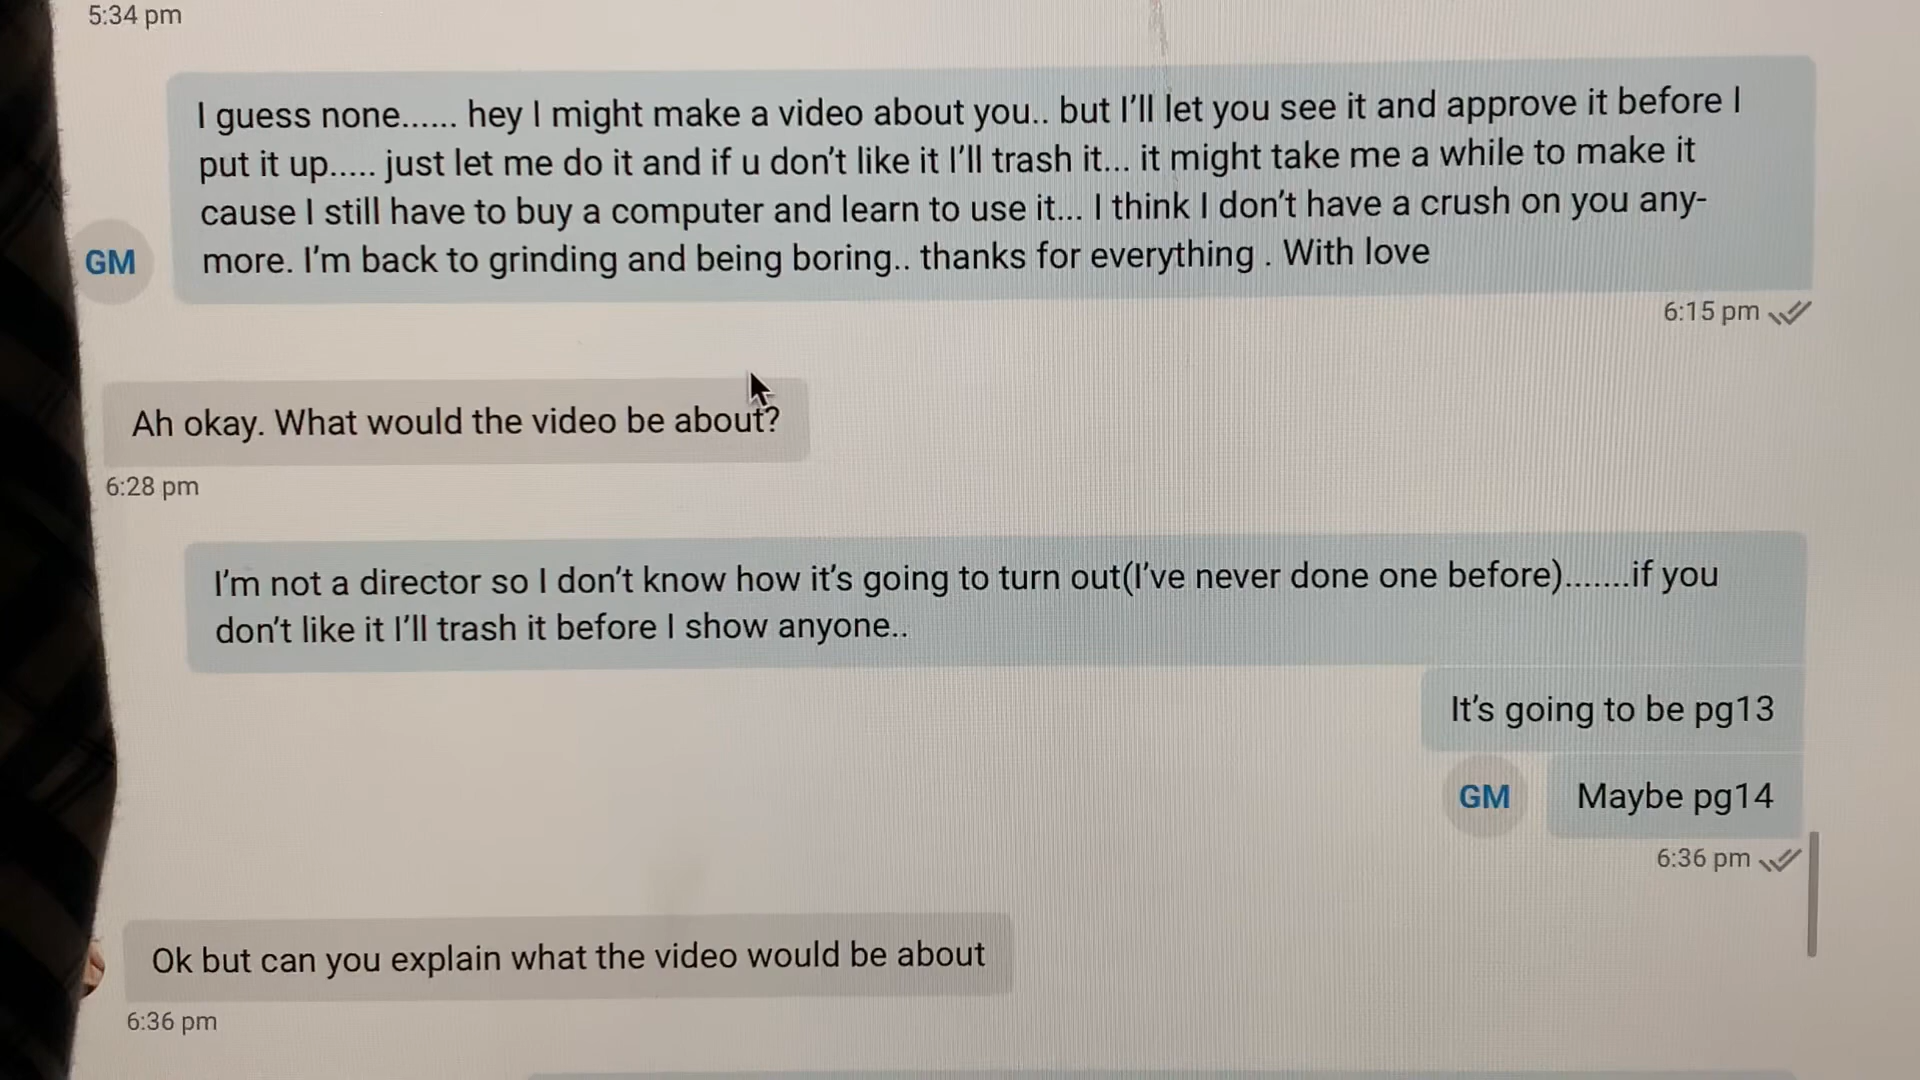 5:34 pm
I guess none...... hey I might make a video about you.. but I'll let you see it and approve it before I
put it up..... just let me do it and if u don't like it I'll trash it... it might take me a while to make it
cause I still have to buy a computer and learn to use it... I think I don't have a crush on you any-
more. I'm back to grinding and being boring.. thanks for everything . With love
GM
6:15 pm
Ah okay. What would the video be about?
6:28 pm
I'm not a director so I don't know how it's going to turn out(I've never done one before).......if you
don't like it I'll trash it before I show anyone..
It's going to be pg13
GM
Maybe pg14
6:36 pm
Ok but can you explain what the video would be about
6:36 pm